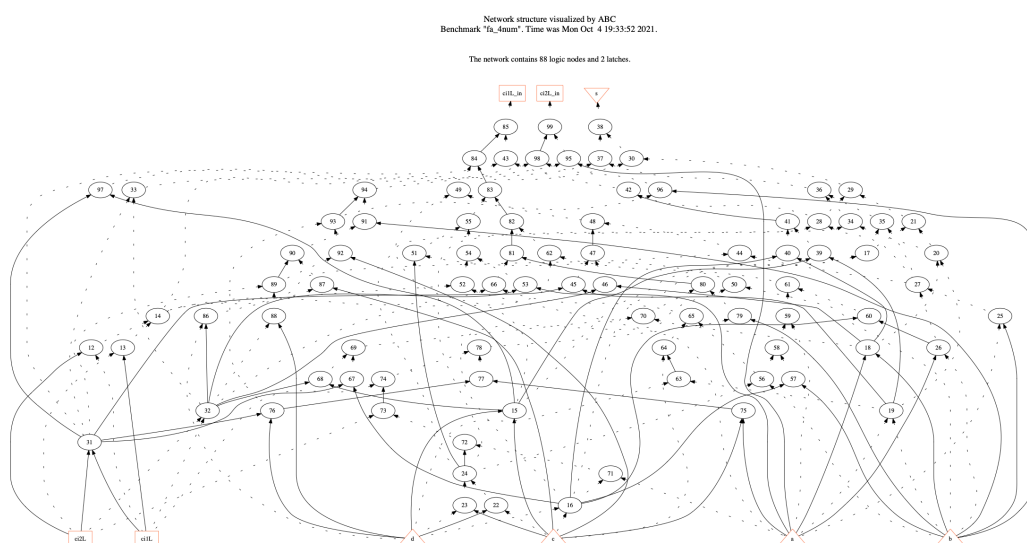 Network structure visualized by ABC
Benchmark "fa_4num". Time was Mon Oct 4 19:33:52 2021.
The network contains 88 logic nodes and 2 latches.
ci1L_in ci2L_in s
85 99 38
84 43 98 95 37 30
97 33 94 49 83 42 96 36 29
93 91 55 82 48 41 28 34 35 21
90 92 51 54 81 62 47 44 40 39 17 20
89 87 52 66 53 45 46 80 50 61 27
14 86 88 70 65 79 59 60 25
12 13 69 78 64 58 18 26
68 67 74 77 63 56 57
32 76 73 15 75 19
31 72
24 71
23 22 16
ci2L ci1L d c a b